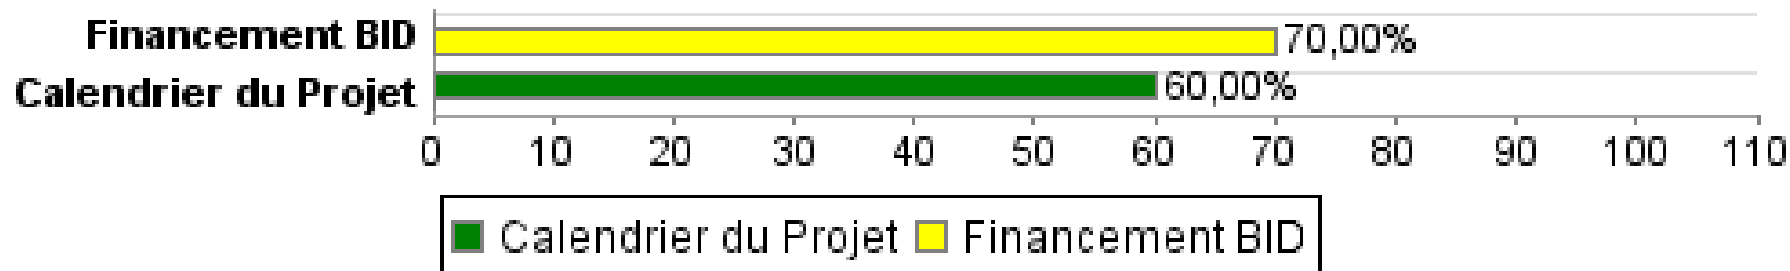 Financement BID 70,00%
Calendrier du Projet 60,00%
0 10 20 30 40 50 60 70 80 90 100 110
Calendrier du Projet Financement BID